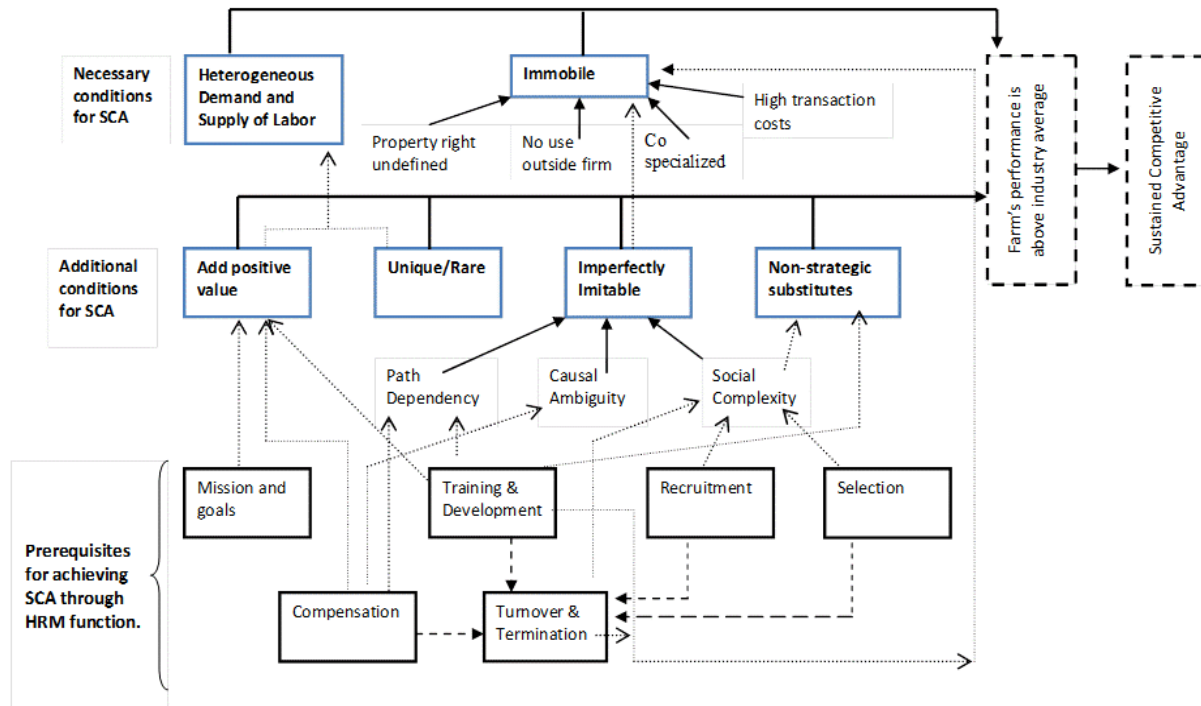 Necessary
conditions for
SCA
Heterogeneous
Demand and
Supply of Labor
Immobile
Property right
undefined
No use
outside firm
Co
specialized
High transaction
costs
Farm's performance is
above industry average
Sustained Competitive
Advantage
Additional
conditions for
SCA
Add positive
value
Unique/Rare
Imperfectly
Imitable
Non-strategic
substitutes
Path
Dependency
Causal
Ambiguity
Social
Complexity
Prerequisites
for achieving
SCA through
HRM function.
Mission and
goals
Training &
Development
Recruitment
Selection
Compensation
Turnover &
Termination